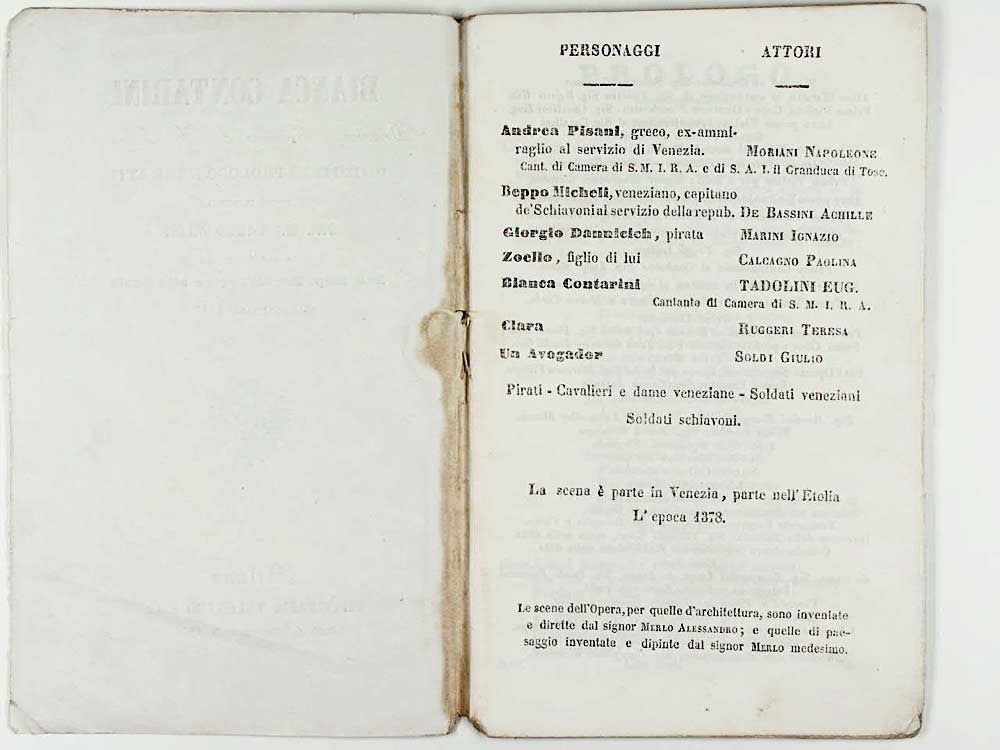 PERSONAGGI ATTORI
Andrea Pisani, greco, ex-ammi-
raglio al servizio di Venezia. MORIANI NAPOLEONE
Cant. di Camera di S. M. I. R. A. e di S. A. I. il Granduca di Tosc.
Beppo Micheli, veneziano, capitano
de'Schiavoni al servizio della repub. DE BASSINI ACHILLE
Giorgio Dannicich, pirata MARINI IGNAZIO
Zoello, figlio di lui CALCAGNO PAOLINA
Bianca Contarini TADOLINI EUG.
Cantante di Camera di S. M. I. R. A.
Clara RUGGERI TERESA
Un Avogador SOLDI GIULIO
Pirati - Cavalieri e dame veneziane - Soldati veneziani
Soldati schiavoni.
La scena è parte in Venezia, parte nell'Etolia
L'epoca 1378.
Le scene dell'Opera, per quelle d'architettura, sono inventate
e dirette dal signor MERLO ALESSANDRO; e quelle di pae-
saggio inventate e dipinte dal signor MERLO medesimo.